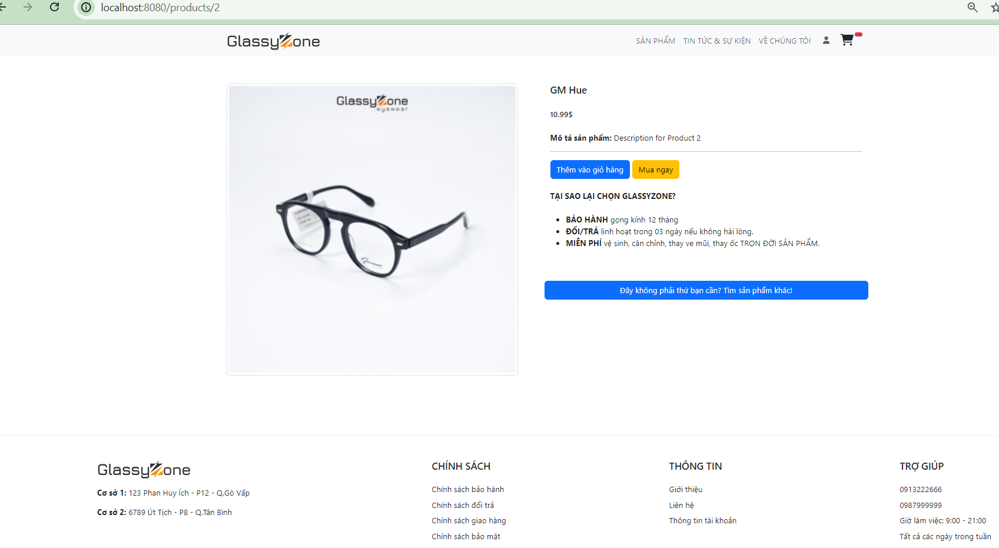 localhost:8080/products/2
GlassyZone
SẢN PHẨM
TIN TỨC & SỰ KIỆN
VỀ CHÚNG TÔI
GlassyZone
eyewear
GM Hue
10.99$
Mô tả sản phẩm: Description for Product 2
Thêm vào giỏ hàng
Mua ngay
TẠI SAO LẠI CHỌN GLASSYZONE?
BẢO HÀNH gọng kính 12 tháng
ĐỔI/TRẢ linh hoạt trong 03 ngày nếu không hài lòng.
MIỄN PHÍ vệ sinh, cân chỉnh, thay ve mũi, thay ốc TRỌN ĐỜI SẢN PHẨM.
Đây không phải thứ bạn cần? Tìm sản phẩm khác!
GlassyZone
Cơ sở 1: 123 Phan Huy Ích - P12 - Q.Gò Vấp
Cơ sở 2: 6789 Út Tịch - P8 - Q.Tân Bình
CHÍNH SÁCH
Chính sách bảo hành
Chính sách đổi trả
Chính sách giao hàng
Chính sách bảo mật
THÔNG TIN
Giới thiệu
Liên hệ
Thông tin tài khoản
TRỢ GIÚP
0913222666
0987999999
Giờ làm việc: 9:00 - 21:00
Tất cả các ngày trong tuần